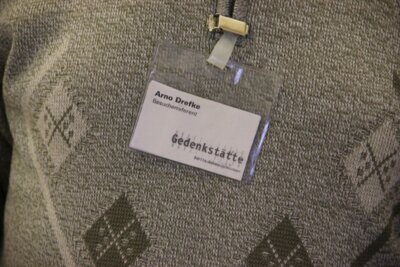 Arno Drefke
Besucherreferent
Gedenkstätte